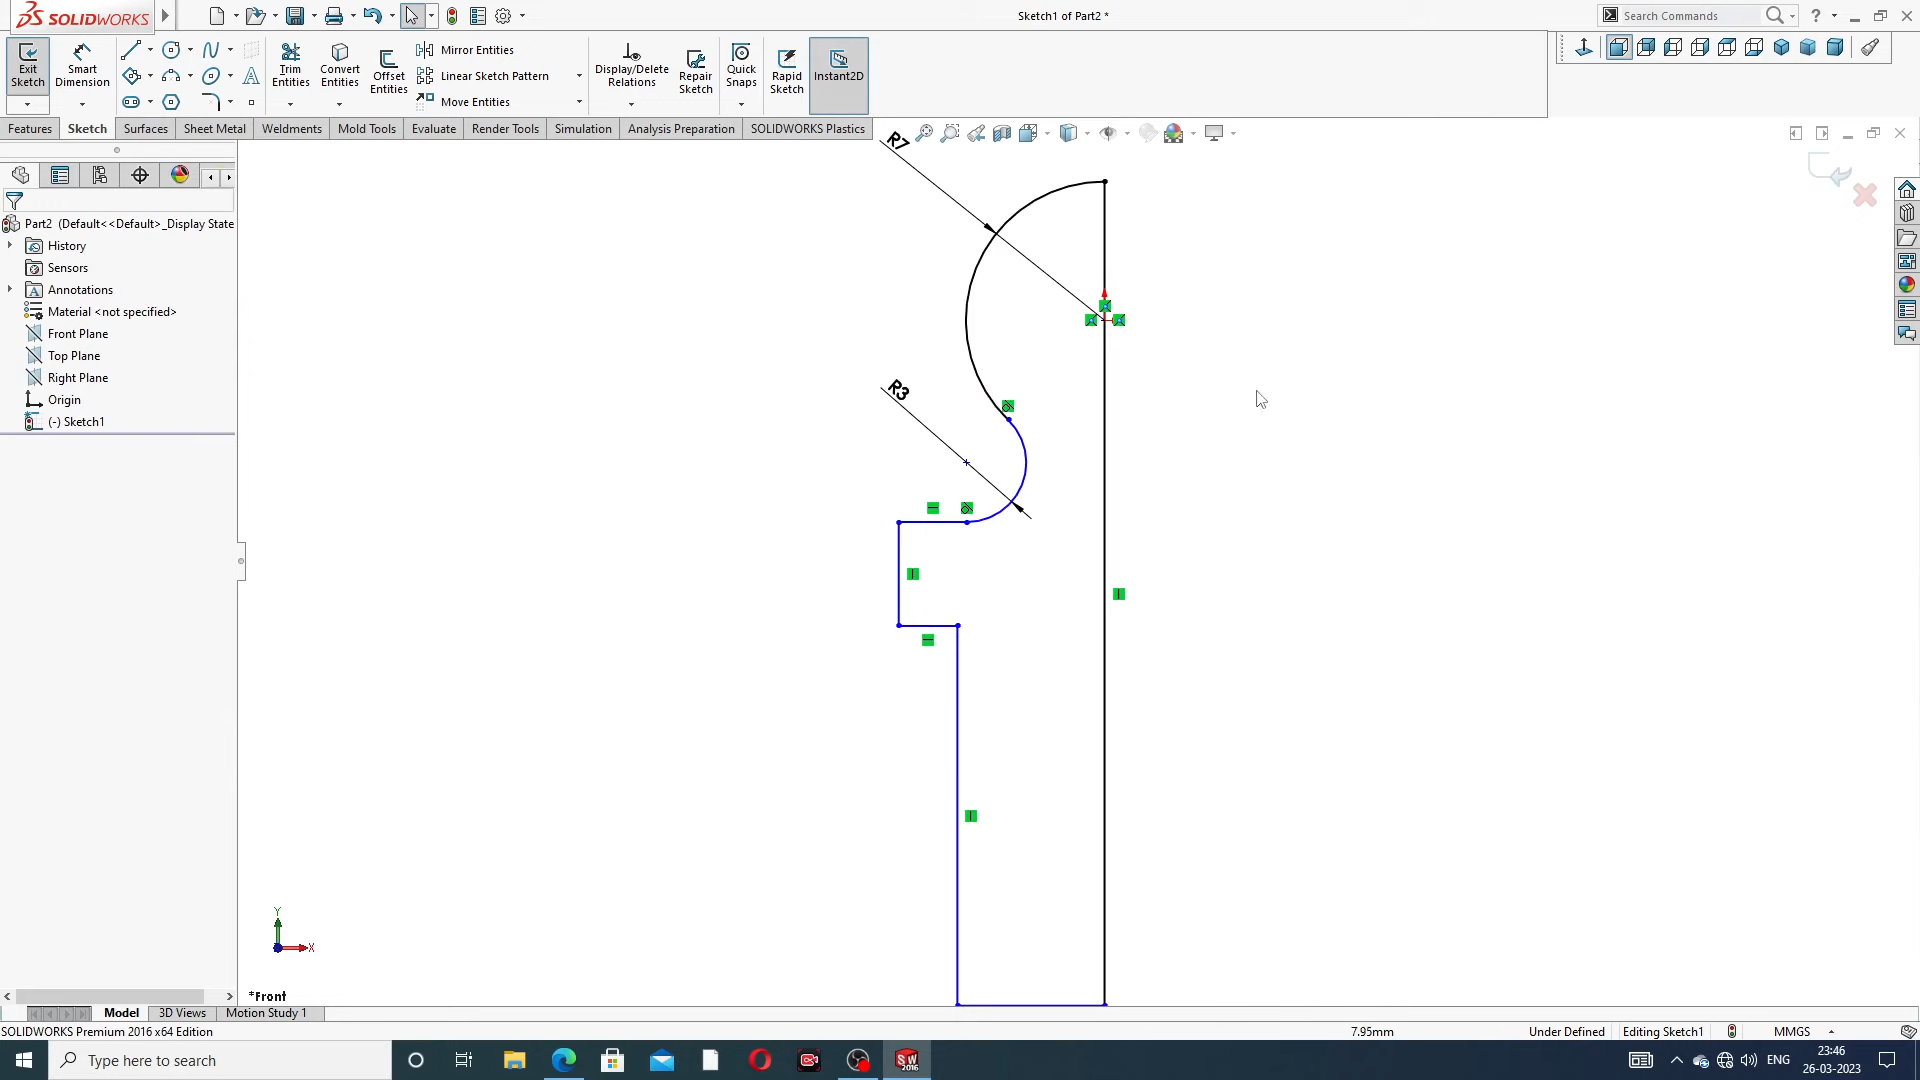 SOLIDWORKS
Sketch1 of Part2 *
Search Commands
Exit Sketch
Smart Dimension
Trim Entities
Convert Entities
Offset Entities
Mirror Entities
Linear Sketch Pattern
Move Entities
Display/Delete Relations
Repair Sketch
Quick Snaps
Rapid Sketch
Instant2D
Features
Sketch
Surfaces
Sheet Metal
Weldments
Mold Tools
Evaluate
Render Tools
Simulation
Analysis Preparation
SOLIDWORKS Plastics
Part2 (Default<<Default>_Display State
History
Sensors
Annotations
Material <not specified>
Front Plane
Top Plane
Right Plane
Origin
(-) Sketch1
R7
R3
Y
X
*Front
Model
3D Views
Motion Study 1
SOLIDWORKS Premium 2016 x64 Edition
7.95mm
Under Defined
Editing Sketch1
MMGS
Type here to search
SW
2016
ENG
23:46
26-03-2023